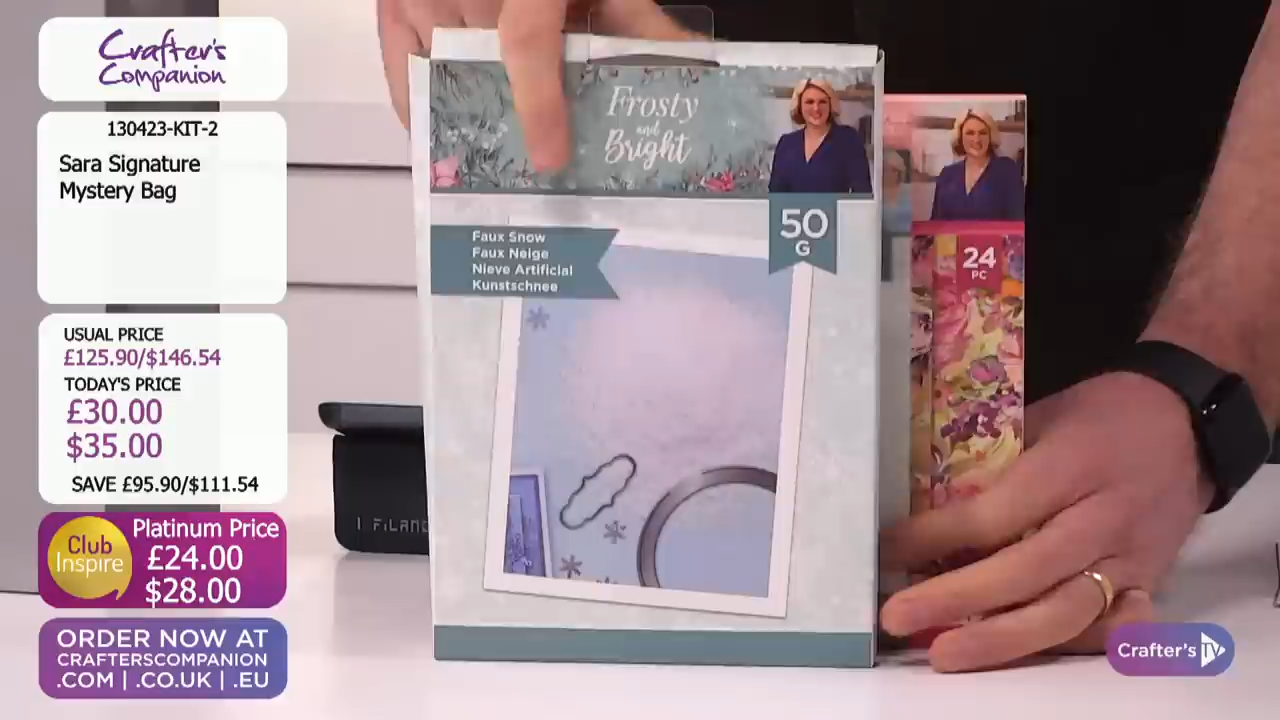 Crafter's
Companion
130423-KIT-2
Sara Signature
Mystery Bag
USUAL PRICE
£125.90/$146.54
TODAY'S PRICE
£30.00
$35.00
SAVE £95.90/$111.54
Club
Inspire
Platinum Price
£24.00
$28.00
ORDER NOW AT
CRAFTERSCOMPANION
.COM | .CO.UK | .EU
Frosty
and
Bright
50
G
Faux Snow
Faux Neige
Nieve Artificial
Kunstschnee
24
PC
Crafter's TV